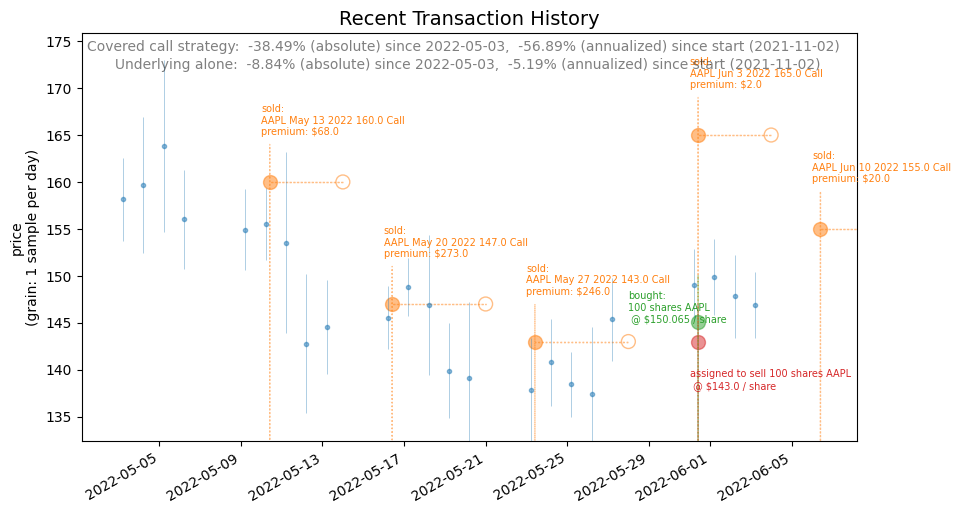 Recent Transaction History
Covered call strategy:  -38.49% (absolute) since 2022-05-03,  -56.89% (annualized) since start (2021-11-02)
Underlying alone:  -8.84% (absolute) since 2022-05-03,  -5.19% (annualized) since start (2021-11-02)
price
(grain: 1 sample per day)
175
170
165
160
155
150
145
140
135
sold:
AAPL May 13 2022 160.0 Call
premium: $68.0
sold:
AAPL May 20 2022 147.0 Call
premium: $273.0
sold:
AAPL May 27 2022 143.0 Call
premium: $246.0
bought:
100 shares AAPL
@ $150.065 / share
assigned to sell 100 shares AAPL
@ $143.0 / share
sold:
AAPL Jun 3 2022 165.0 Call
premium: $2.0
sold:
AAPL Jun 10 2022 155.0 Call
premium: $20.0
2022-05-05
2022-05-09
2022-05-13
2022-05-17
2022-05-21
2022-05-25
2022-05-29
2022-06-01
2022-06-05